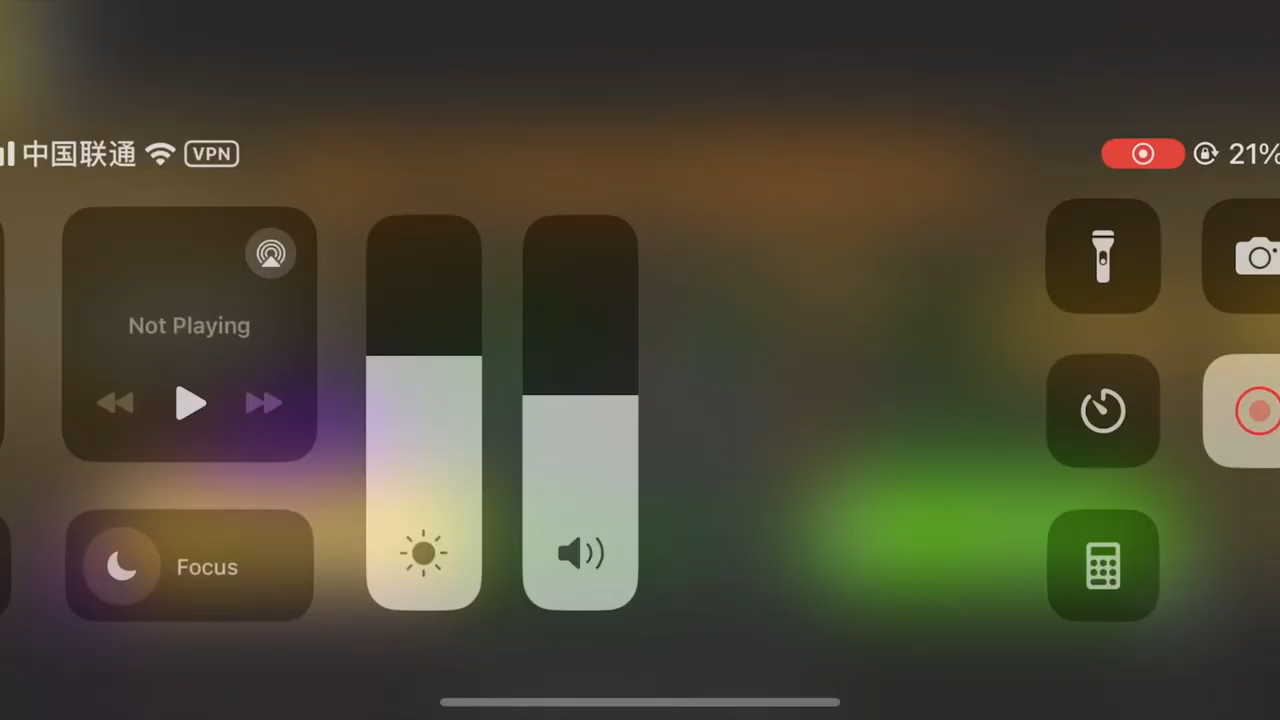 中国联通 VPN 21%
Not Playing
Focus